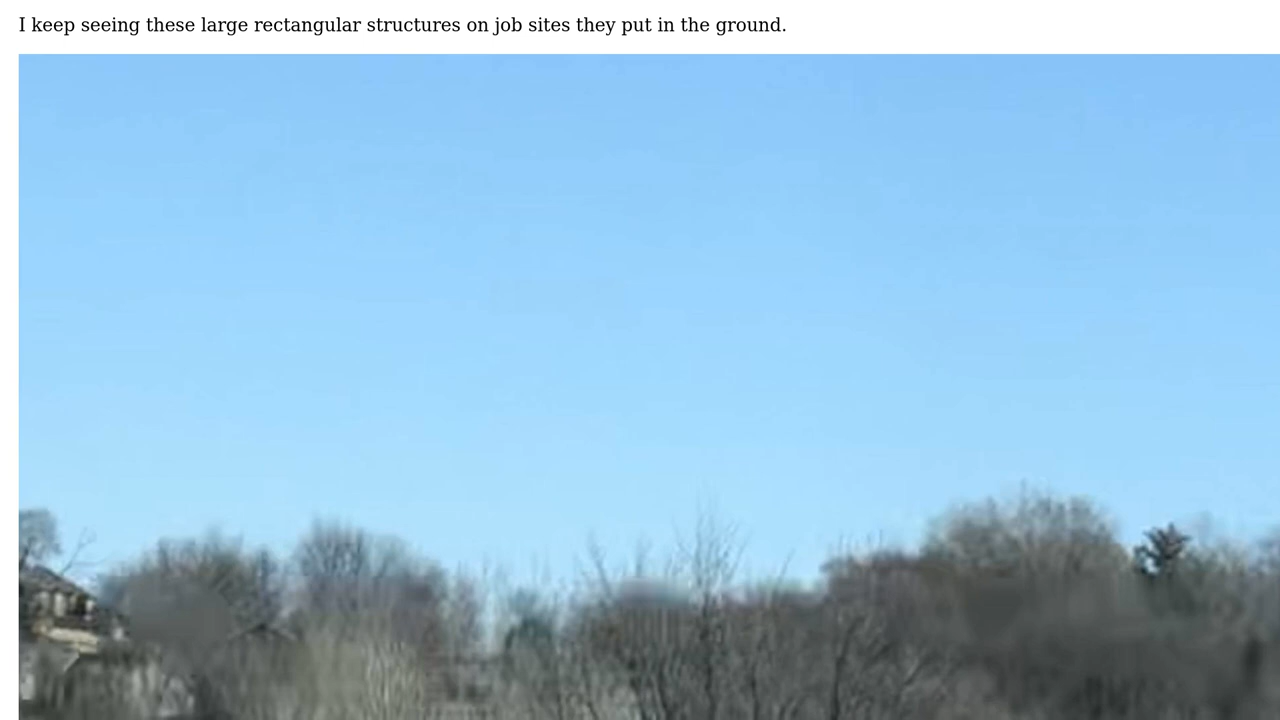 I keep seeing these large rectangular structures on job sites they put in the ground.